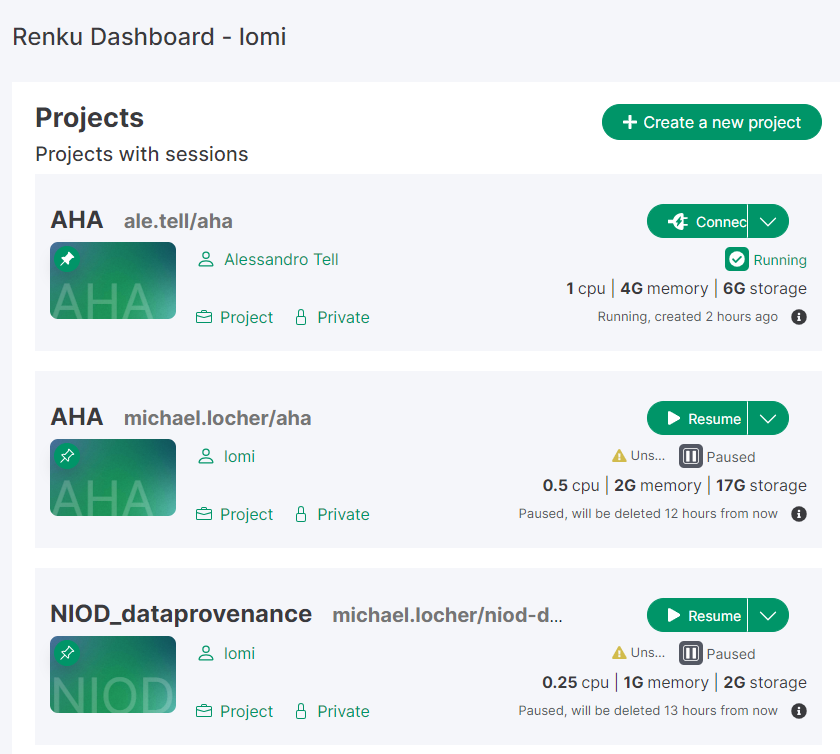 Renku Dashboard - lomi
Projects
+ Create a new project
Projects with sessions
AHA ale.tell/aha
Connec
AHA
Alessandro Tell
Running
1 cpu | 4G memory | 6G storage
Project Private
Running, created 2 hours ago
AHA michael.locher/aha
Resume
AHA
lomi
Uns... Paused
0.5 cpu | 2G memory | 17G storage
Project Private
Paused, will be deleted 12 hours from now
NIOD_dataprovenance michael.locher/niod-d...
Resume
NIOD
lomi
Uns... Paused
0.25 cpu | 1G memory | 2G storage
Project Private
Paused, will be deleted 13 hours from now